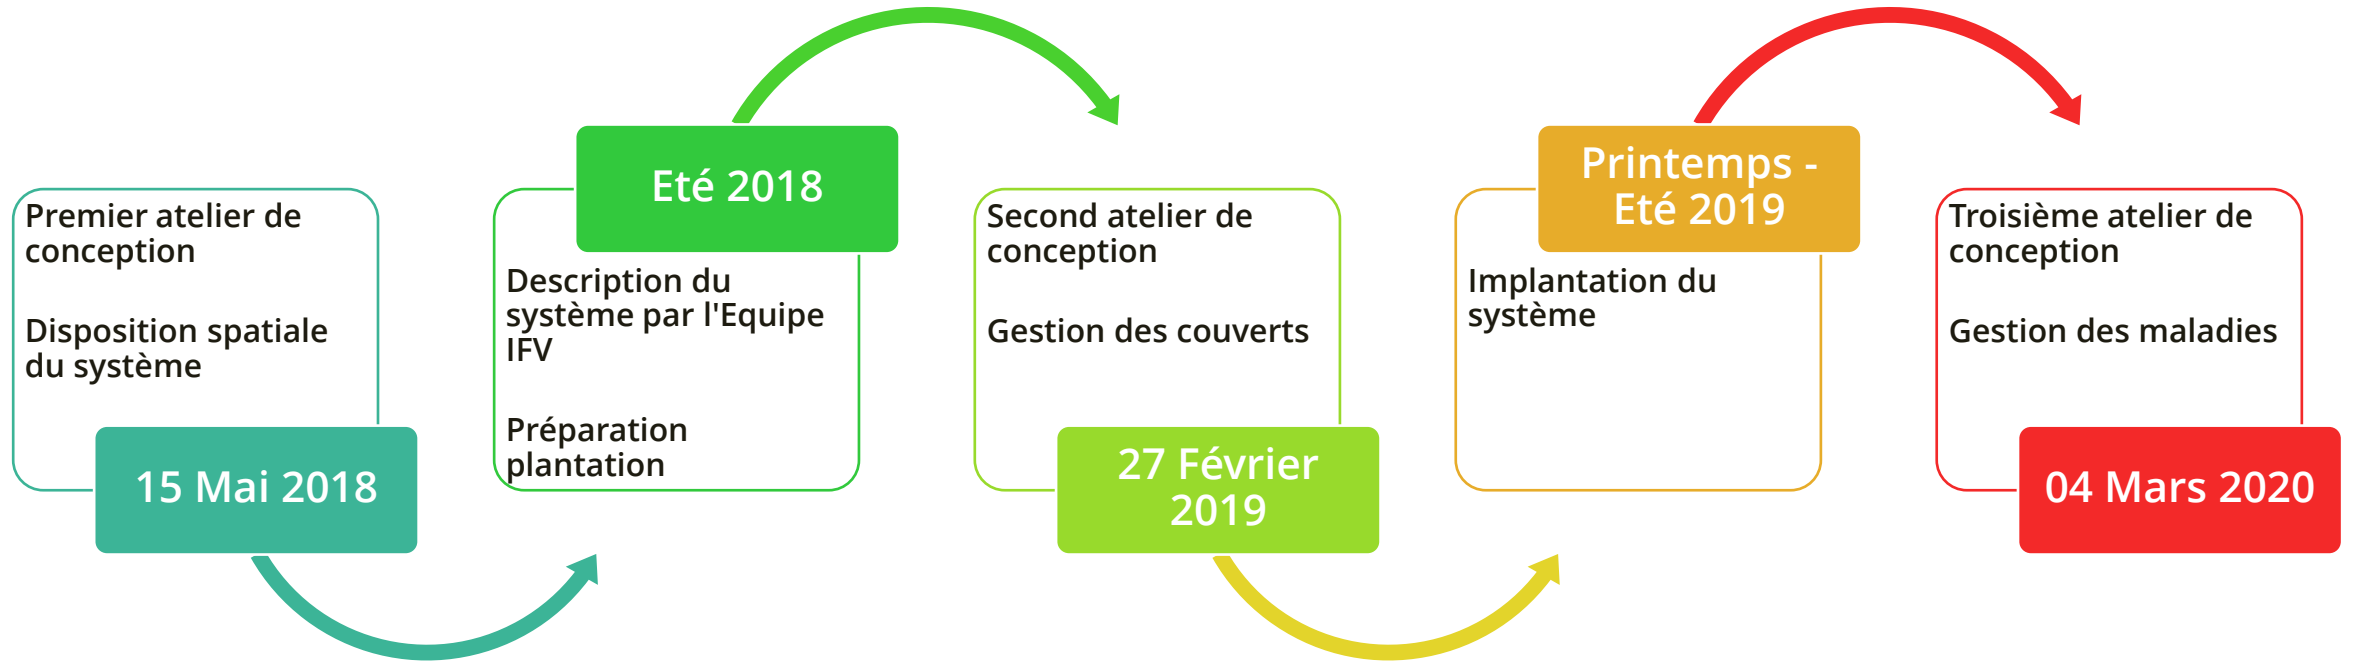 Premier atelier de
conception
Disposition spatiale
du système
15 Mai 2018
Eté 2018
Description du
système par l'Equipe
IFV
Préparation
plantation
Second atelier de
conception
Gestion des couverts
27 Février
2019
Printemps -
Eté 2019
Implantation du
système
Troisième atelier de
conception
Gestion des maladies
04 Mars 2020